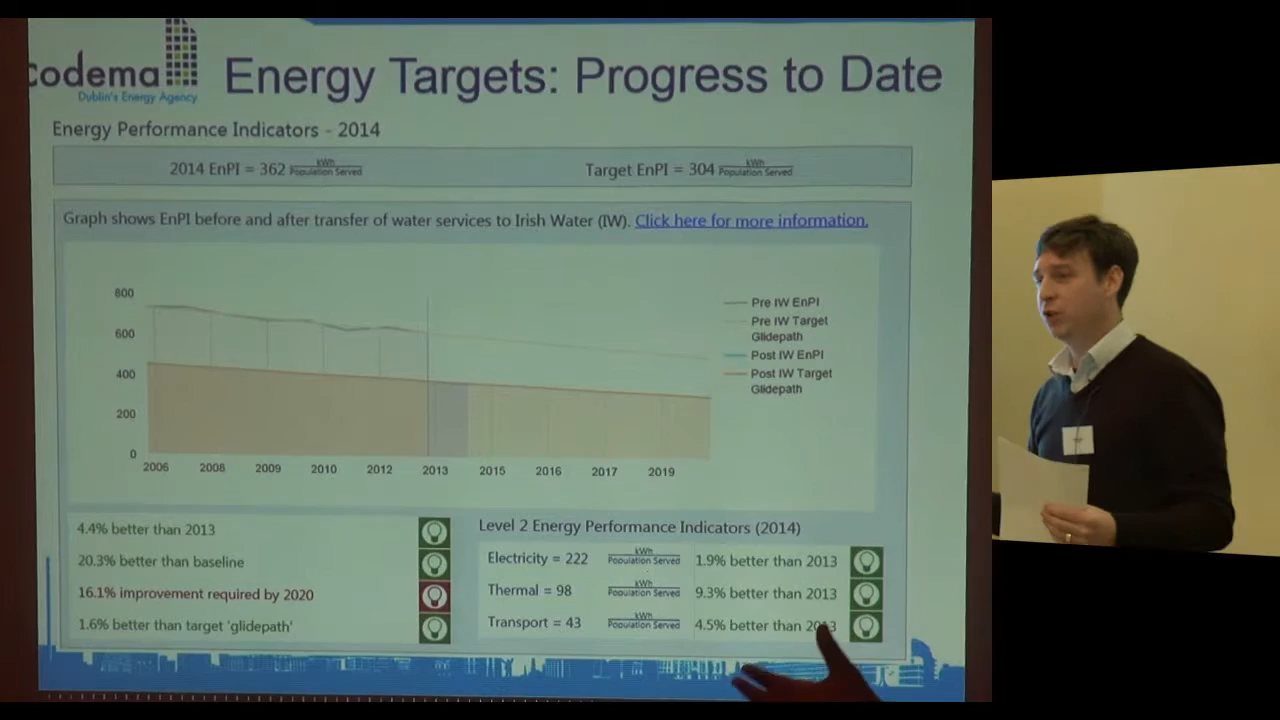 codema
Dublin's Energy Agency
Energy Targets: Progress to Date
Energy Performance Indicators - 2014
2014 EnPI = 362 kWh
Population Served
Target EnPI = 304 kWh
Population Served
Graph shows EnPI before and after transfer of water services to Irish Water (IW). Click here for more information.
800
600
400
200
0
2006
2008
2009
2010
2012
2013
2015
2016
2017
2019
Pre IW EnPI
Pre IW Target
Glidepath
Post IW EnPI
Post IW Target
Glidepath
4.4% better than 2013
20.3% better than baseline
16.1% improvement required by 2020
1.6% better than target 'glidepath'
Level 2 Energy Performance Indicators (2014)
Electricity = 222 kWh
Population Served
1.9% better than 2013
Thermal = 98 kWh
Population Served
9.3% better than 2013
Transport = 43 kWh
Population Served
4.5% better than 2013